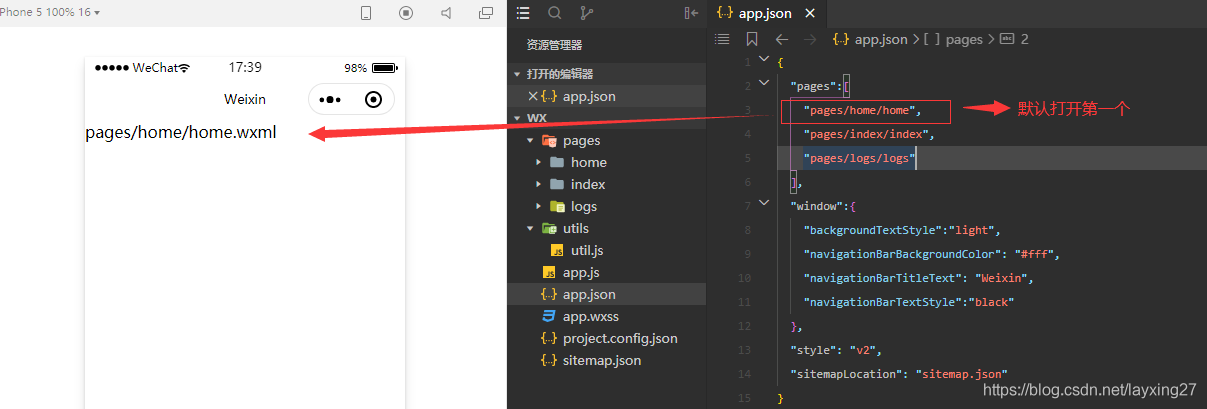 Phone 5 100% 16
WeChat 17:39 98%
Weixin
pages/home/home.wxml
资源管理器
打开的编辑器
app.json
WX
pages
home
index
logs
utils
util.js
app.js
app.json
app.wxss
project.config.json
sitemap.json
app.json
app.json > [ ] pages > abc 2
1 {
2 "pages":[
3 "pages/home/home",
默认打开第一个
4 "pages/index/index",
5 "pages/logs/logs"
6 ],
7 "window":{
8 "backgroundTextStyle":"light",
9 "navigationBarBackgroundColor": "#fff",
10 "navigationBarTitleText": "Weixin",
11 "navigationBarTextStyle":"black"
12 },
13 "style": "v2",
14 "sitemapLocation": "sitemap.json"
15 }
https://blog.csdn.net/layxing27